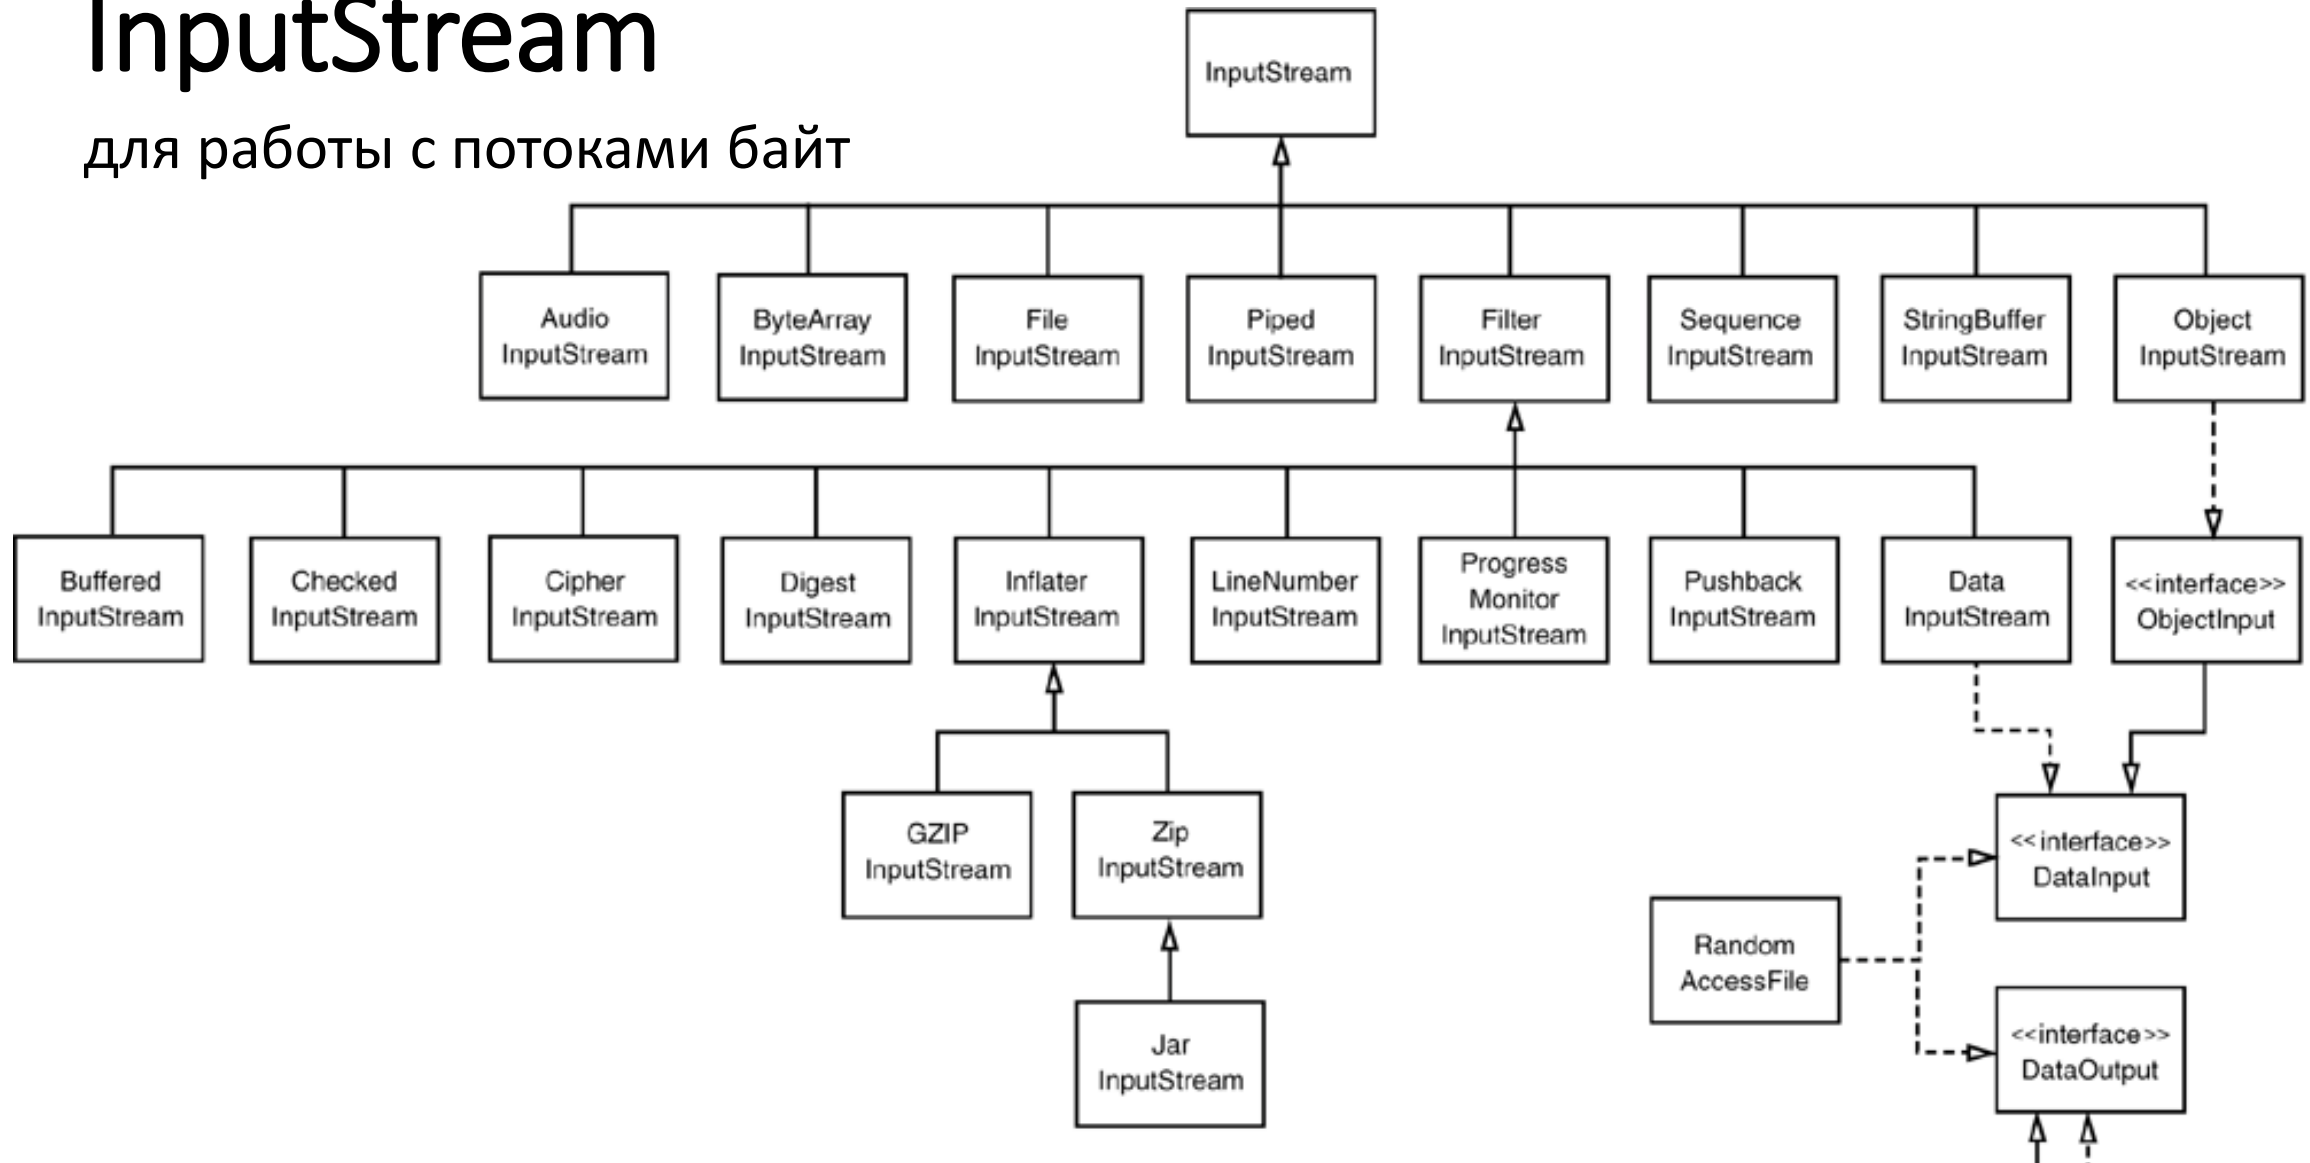 InputStream
для работы с потоками байт
InputStream
Audio
InputStream
ByteArray
InputStream
File
InputStream
Piped
InputStream
Filter
InputStream
Sequence
InputStream
StringBuffer
InputStream
Object
InputStream
Buffered
InputStream
Checked
InputStream
Cipher
InputStream
Digest
InputStream
Inflater
InputStream
LineNumber
InputStream
Progress
Monitor
InputStream
Pushback
InputStream
Data
InputStream
<<interface>>
ObjectInput
GZIP
InputStream
Zip
InputStream
<<interface>>
DataInput
Random
AccessFile
Jar
InputStream
<<interface>>
DataOutput